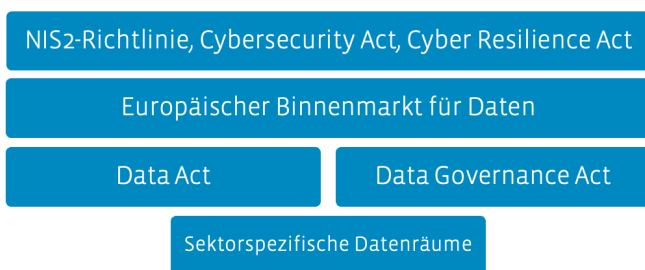 NIS2-Richtlinie, Cybersecurity Act, Cyber Resilience Act
Europäischer Binnenmarkt für Daten
Data Act
Data Governance Act
Sektorspezifische Datenräume